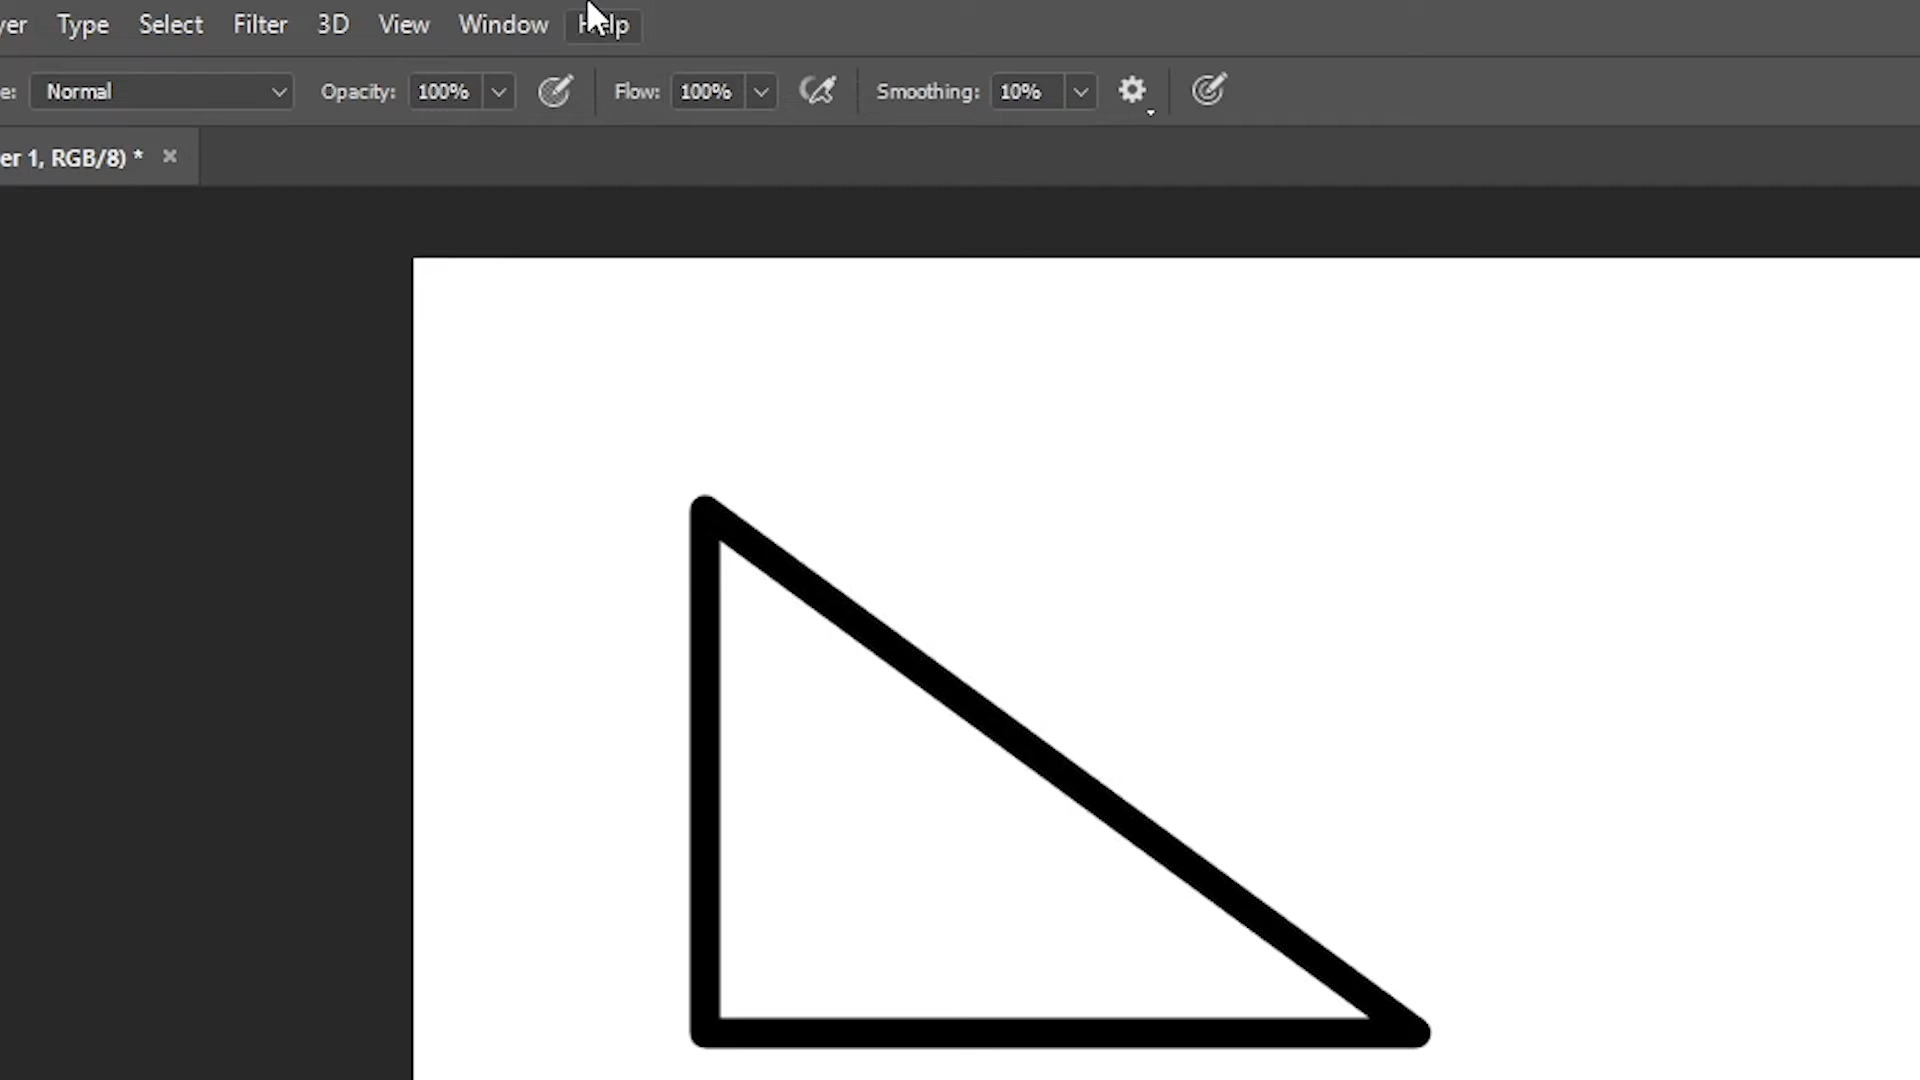 yer Type Select Filter 3D View Window Help
e: Normal Opacity: 100% Flow: 100% Smoothing: 10%
er 1, RGB/8) *